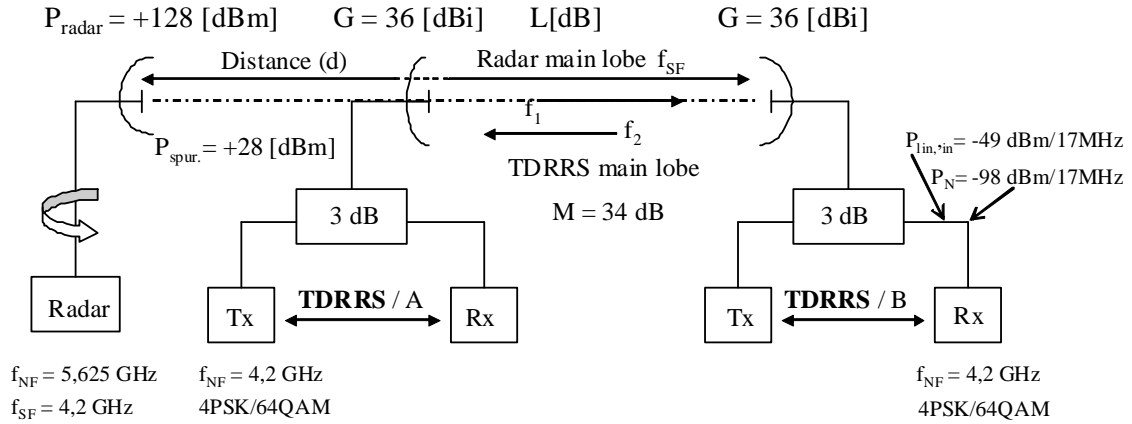 P_radar = +128 [dBm] G = 36 [dBi] L[dB] G = 36 [dBi]
Distance (d) Radar main lobe f_SF
f_1
f_2
P_spur. = +28 [dBm]
TDRRS main lobe
M = 34 dB
P_lin,,in = -49 dBm/17MHz
P_N = -98 dBm/17MHz
3 dB 3 dB
Radar Tx TDRRS / A Rx Tx TDRRS / B Rx
f_NF = 5,625 GHz f_NF = 4,2 GHz f_NF = 4,2 GHz
f_SF = 4,2 GHz 4PSK/64QAM 4PSK/64QAM